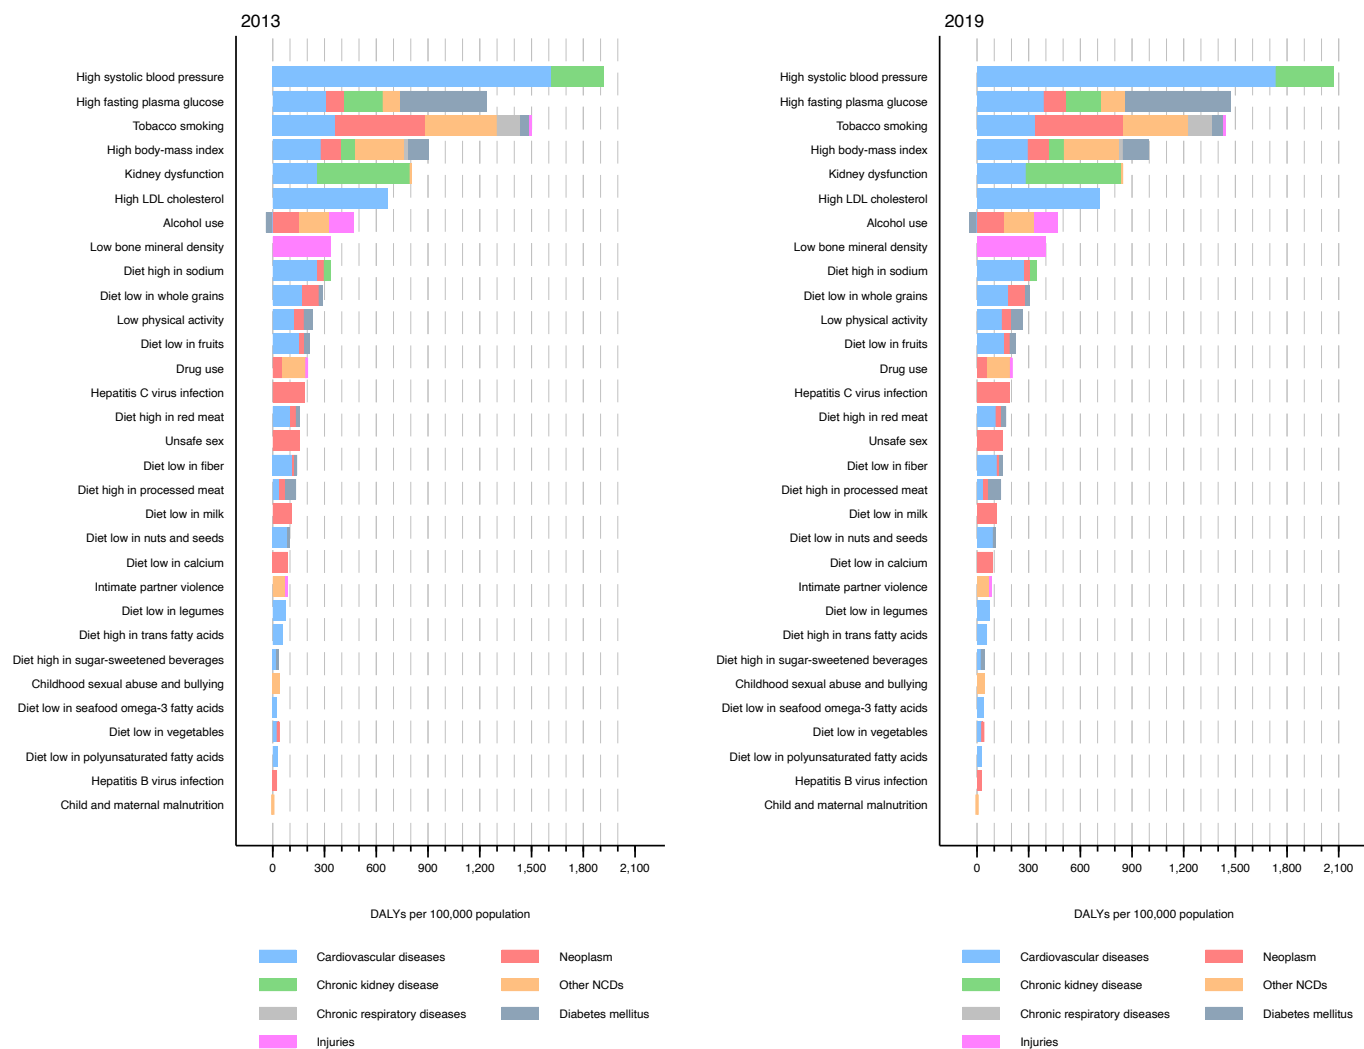 2013
High systolic blood pressure
High fasting plasma glucose
Tobacco smoking
High body-mass index
Kidney dysfunction
High LDL cholesterol
Alcohol use
Low bone mineral density
Diet high in sodium
Diet low in whole grains
Low physical activity
Diet low in fruits
Drug use
Hepatitis C virus infection
Diet high in red meat
Unsafe sex
Diet low in fiber
Diet high in processed meat
Diet low in milk
Diet low in nuts and seeds
Diet low in calcium
Intimate partner violence
Diet low in legumes
Diet high in trans fatty acids
Diet high in sugar-sweetened beverages
Childhood sexual abuse and bullying
Diet low in seafood omega-3 fatty acids
Diet low in vegetables
Diet low in polyunsaturated fatty acids
Hepatitis B virus infection
Child and maternal malnutrition
0 300 600 900 1,200 1,500 1,800 2,100
DALYs per 100,000 population
Cardiovascular diseases Neoplasm
Chronic kidney disease Other NCDs
Chronic respiratory diseases Diabetes mellitus
Injuries
2019
High systolic blood pressure
High fasting plasma glucose
Tobacco smoking
High body-mass index
Kidney dysfunction
High LDL cholesterol
Alcohol use
Low bone mineral density
Diet high in sodium
Diet low in whole grains
Low physical activity
Diet low in fruits
Drug use
Hepatitis C virus infection
Diet high in red meat
Unsafe sex
Diet low in fiber
Diet high in processed meat
Diet low in milk
Diet low in nuts and seeds
Diet low in calcium
Intimate partner violence
Diet low in legumes
Diet high in trans fatty acids
Diet high in sugar-sweetened beverages
Childhood sexual abuse and bullying
Diet low in seafood omega-3 fatty acids
Diet low in vegetables
Diet low in polyunsaturated fatty acids
Hepatitis B virus infection
Child and maternal malnutrition
0 300 600 900 1,200 1,500 1,800 2,100
DALYs per 100,000 population
Cardiovascular diseases Neoplasm
Chronic kidney disease Other NCDs
Chronic respiratory diseases Diabetes mellitus
Injuries